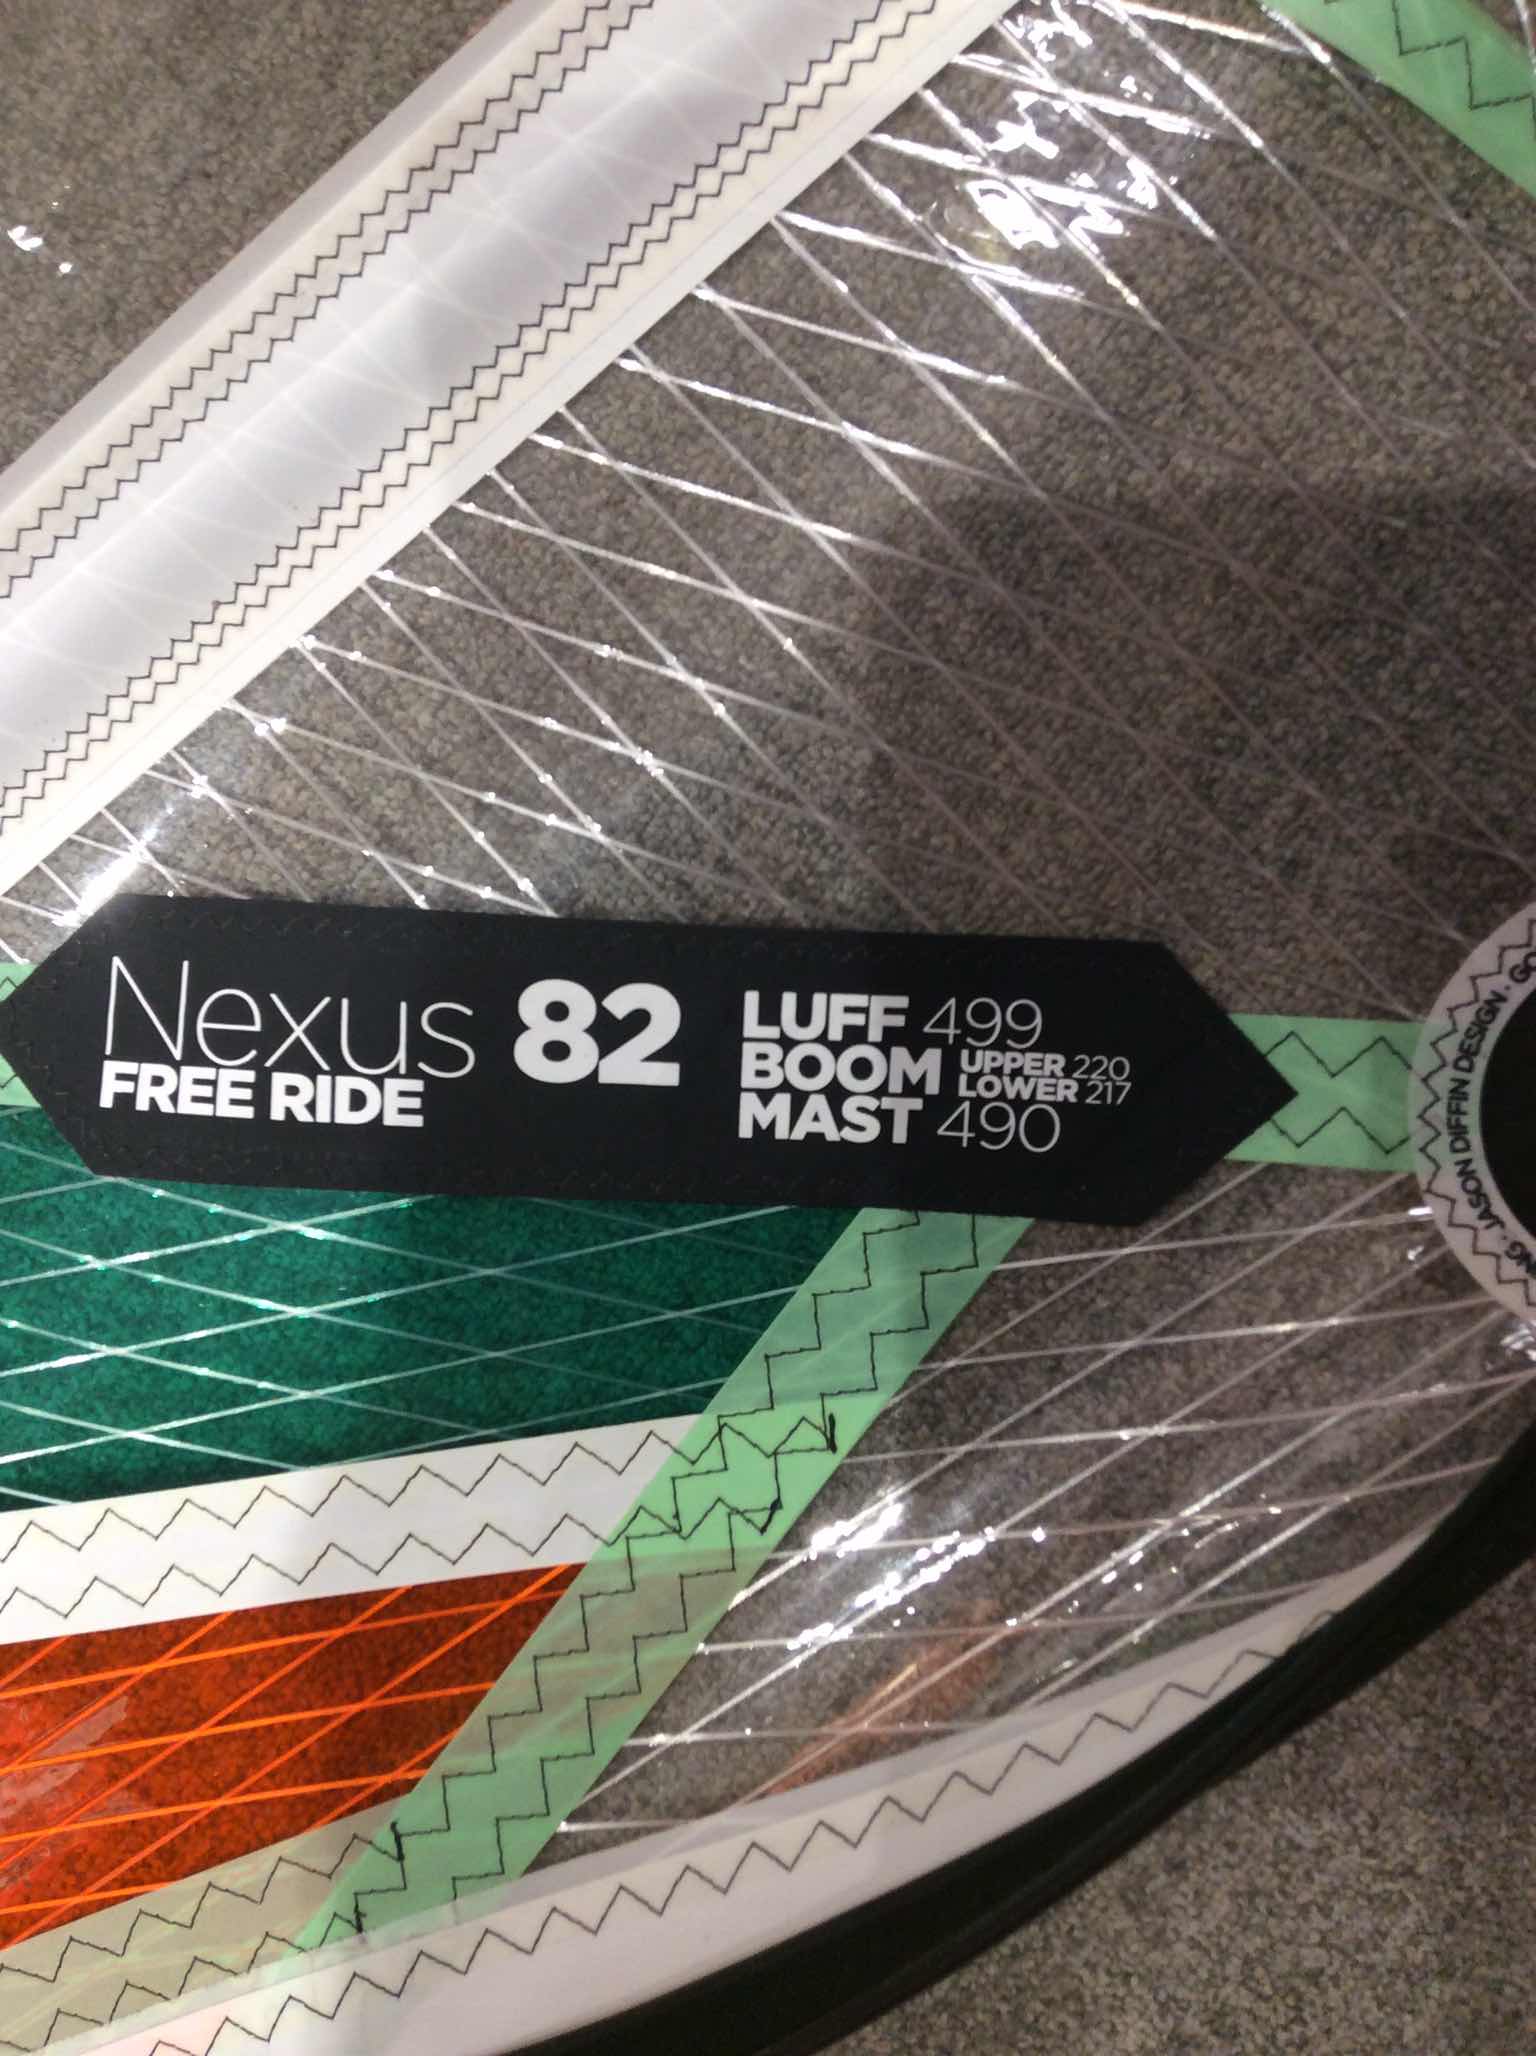 Nexus 82
FREE RIDE
LUFF 499
BOOM UPPER 220
LOWER 217
MAST 490
JASON DIFFIN DESIGN ·